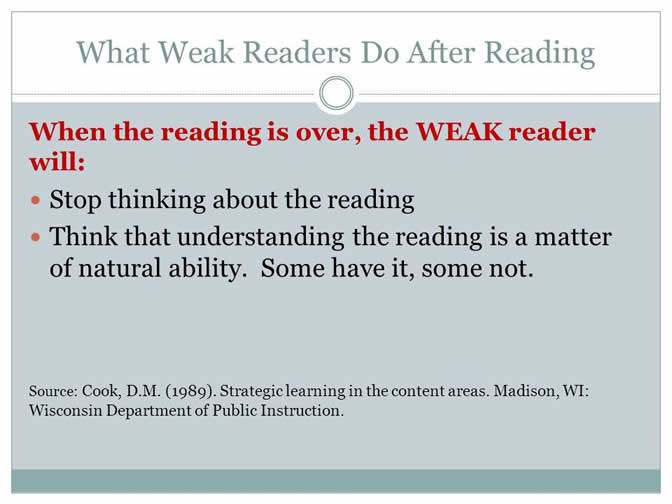 What Weak Readers Do After Reading
When the reading is over, the WEAK reader
will:
• Stop thinking about the reading
• Think that understanding the reading is a matter
of natural ability.  Some have it, some not.
Source: Cook, D.M. (1989). Strategic learning in the content areas. Madison, WI:
Wisconsin Department of Public Instruction.